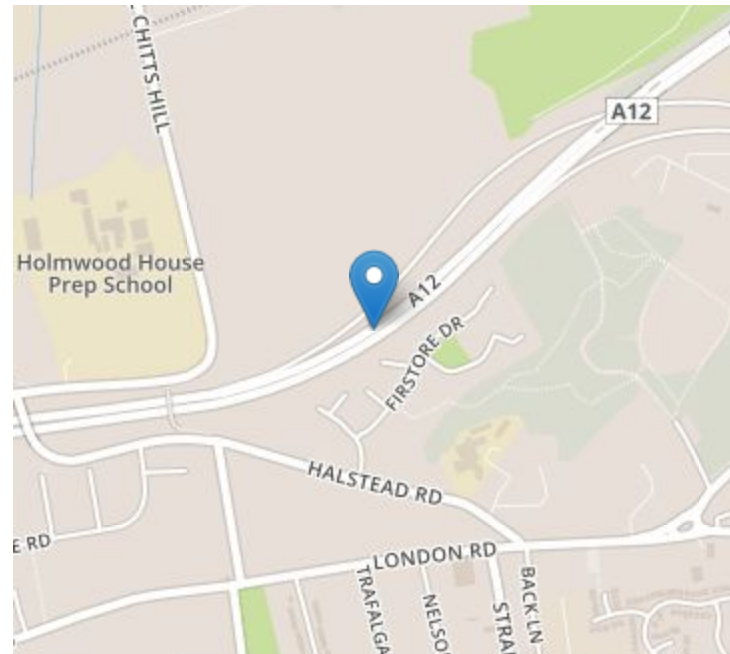 CHITTS HILL
A12
Holmwood House
Prep School
A12
FIRSTORE DR
HALSTEAD RD
E RD
LONDON RD
TRAFALGA
NELSO
STRA
BACK LN